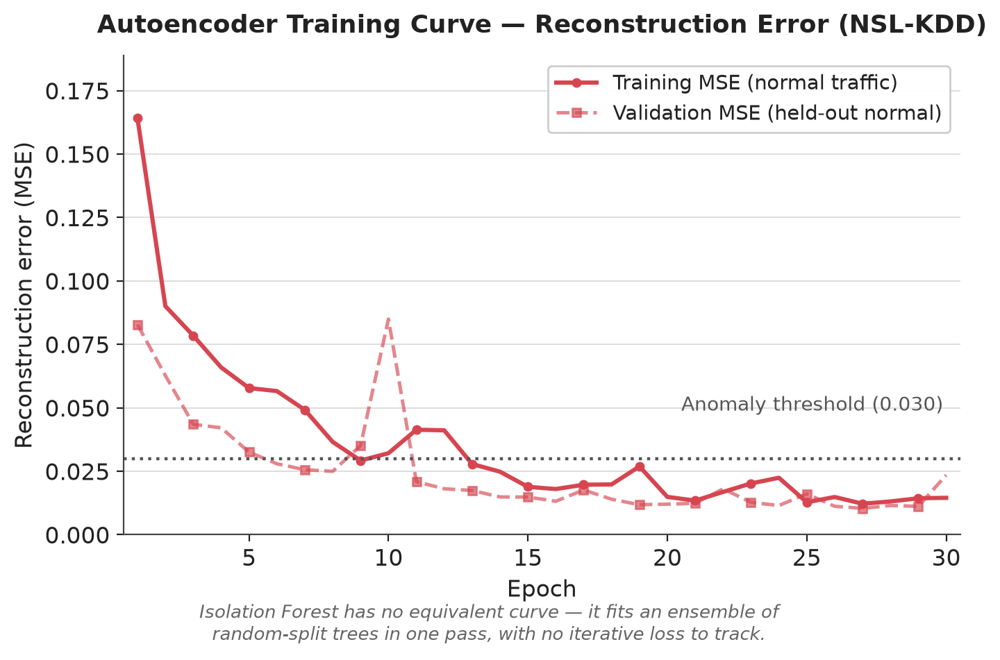 Autoencoder Training Curve — Reconstruction Error (NSL-KDD)
Training MSE (normal traffic)
Validation MSE (held-out normal)
Reconstruction error (MSE)
0.175
0.150
0.125
0.100
0.075
0.050
0.025
0.000
Anomaly threshold (0.030)
5 10 15 20 25 30
Epoch
Isolation Forest has no equivalent curve — it fits an ensemble of
random-split trees in one pass, with no iterative loss to track.